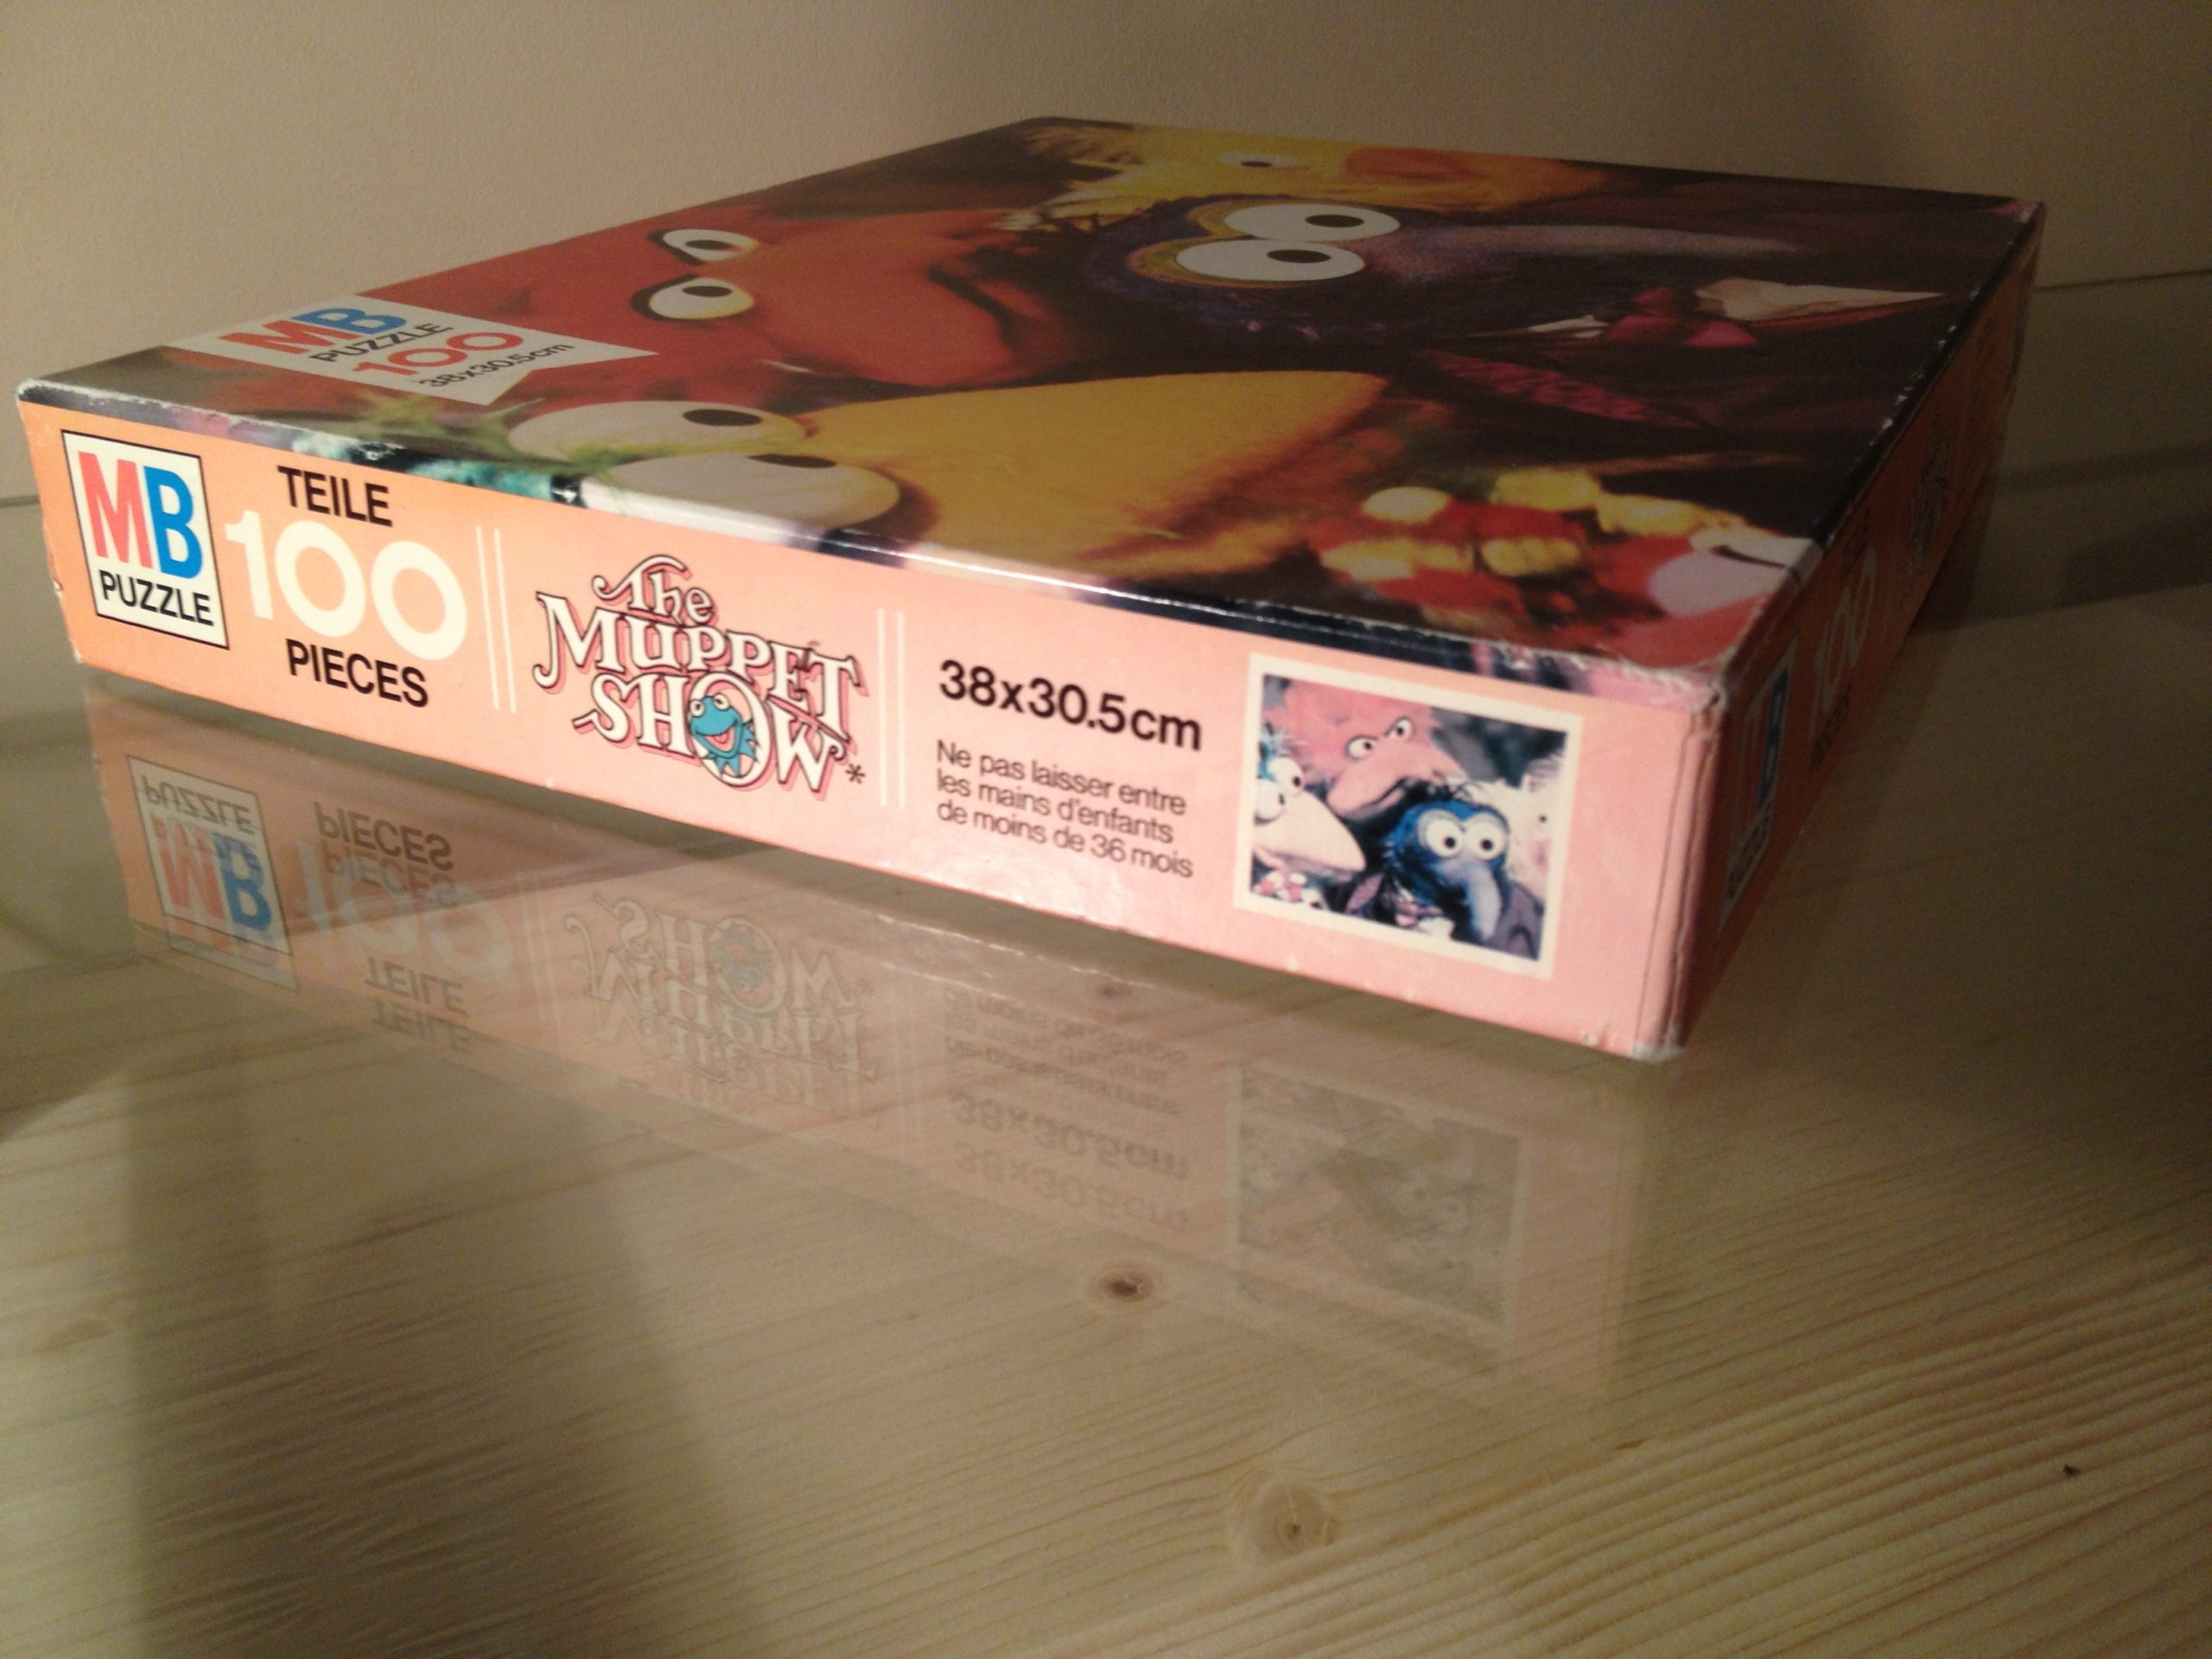 MB
PUZZLE
100
38x30.5cm
MB
PUZZLE
TEILE
100
PIECES
The
MUPPET
SHOW*
38x30.5cm
Ne pas laisser entre
les mains d'enfants
de moins de 36 mois
100